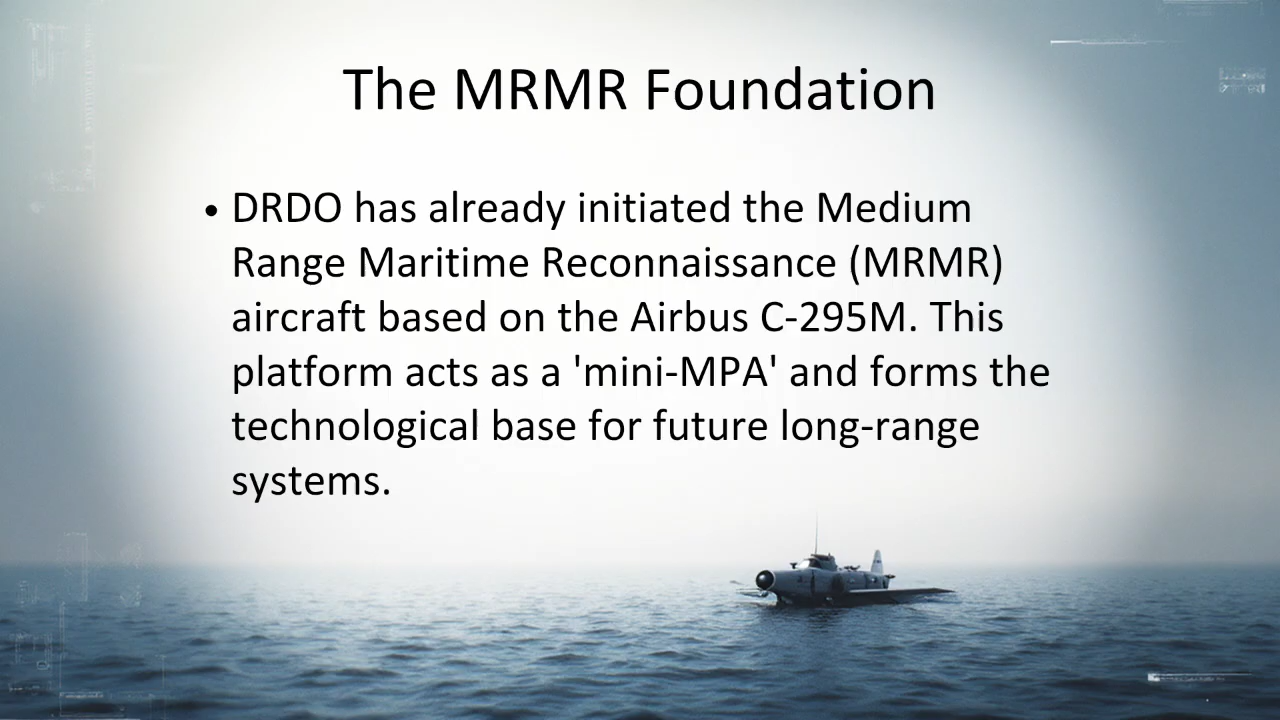 The MRMR Foundation
• DRDO has already initiated the Medium
Range Maritime Reconnaissance (MRMR)
aircraft based on the Airbus C-295M. This
platform acts as a 'mini-MPA' and forms the
technological base for future long-range
systems.